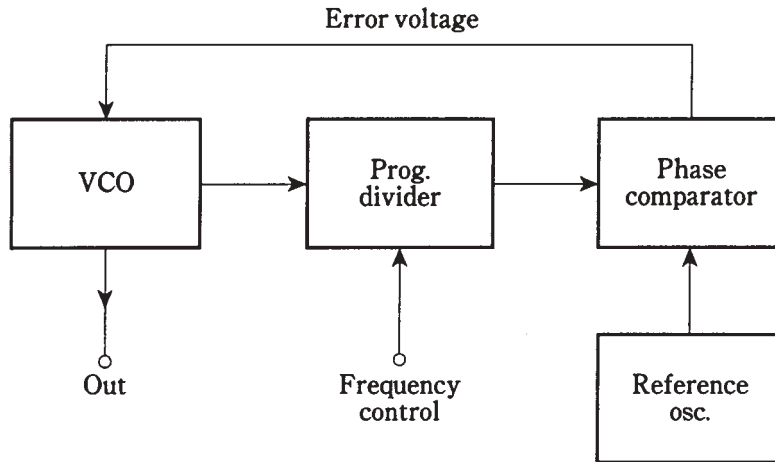 Error voltage
VCO
Prog.
divider
Phase
comparator
Out
Frequency
control
Reference
osc.